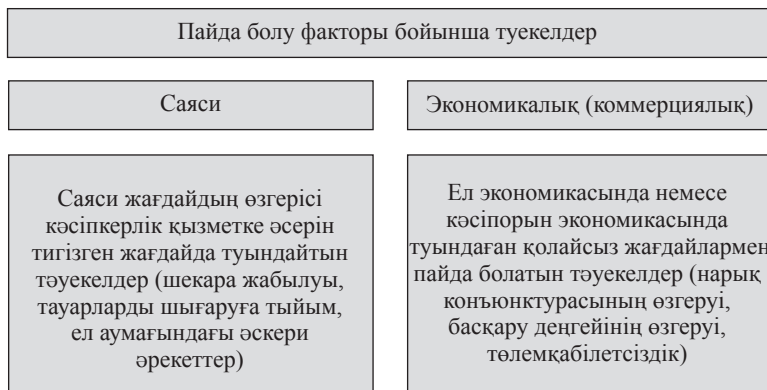 Пайда болу факторы бойынша туекелдер
Саяси
Экономикалық (коммерциялық)
Саяси жағдайдың өзгерісі
кәсіпкерлік қызметке әсерін
тигізген жағдайда туындайтын
тәуекелдер (шекара жабылуы,
тауарларды шығаруға тыйым,
ел аумағындағы әскери
әрекеттер)
Ел экономикасында немесе
кәсіпорын экономикасында
туындаған қолайсыз жағдайлармен
пайда болатын тәуекелдер (нарық
конъюнктурасының өзгеруі,
басқару деңгейінің өзгеруі,
төлемқабілетсіздік)